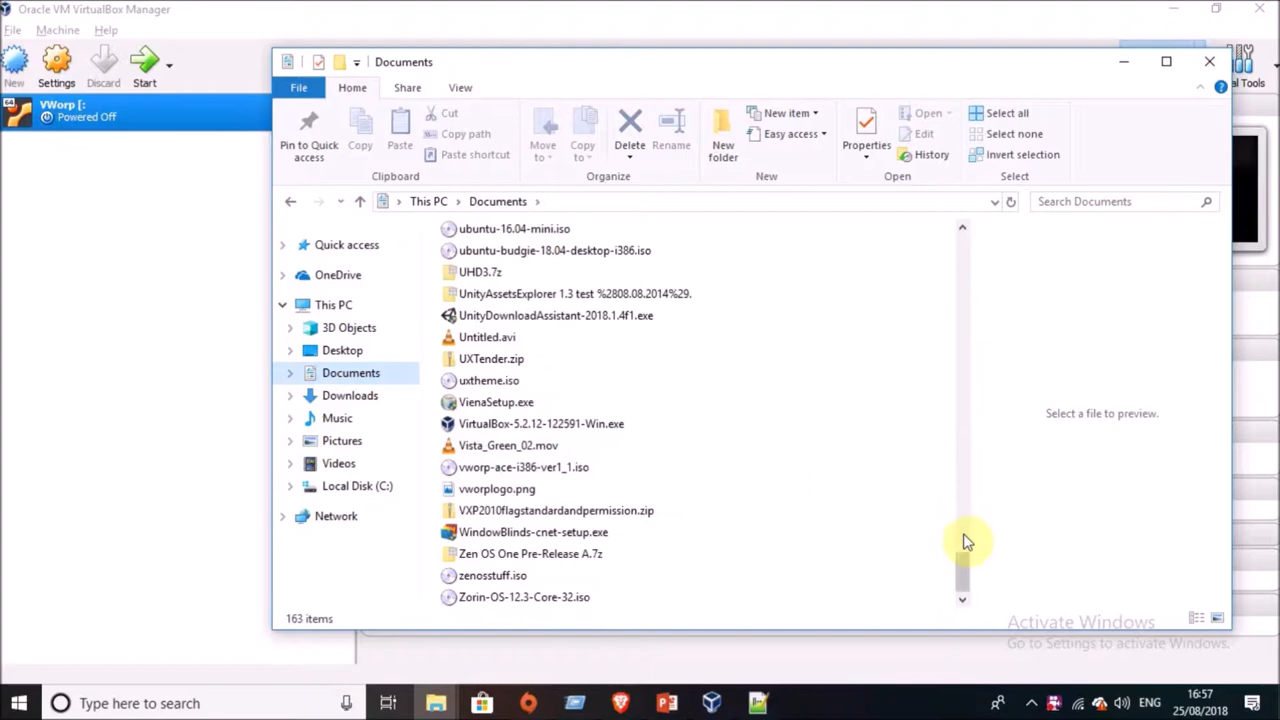 Oracle VM VirtualBox Manager
File Machine Help
New Settings Discard Start
VWorp [:
Powered Off
al Tools
Documents
File Home Share View
Pin to Quick access
Copy
Paste
Cut
Copy path
Paste shortcut
Clipboard
Move to
Copy to
Delete
Rename
Organize
New folder
New item
Easy access
New
Properties
Open
Edit
History
Open
Select all
Select none
Invert selection
Select
This PC > Documents >
Search Documents
Quick access
OneDrive
This PC
3D Objects
Desktop
Documents
Downloads
Music
Pictures
Videos
Local Disk (C:)
Network
ubuntu-16.04-mini.iso
ubuntu-budgie-18.04-desktop-i386.iso
UHD3.7z
UnityAssetsExplorer 1.3 test %2808.08.2014%29.
UnityDownloadAssistant-2018.1.4f1.exe
Untitled.avi
UXTender.zip
uxtheme.iso
VienaSetup.exe
VirtualBox-5.2.12-122591-Win.exe
Vista_Green_02.mov
vworp-ace-i386-ver1_1.iso
vworplogo.png
VXP2010flagstandardandpermission.zip
WindowBlinds-cnet-setup.exe
Zen OS One Pre-Release A.7z
zenosstuff.iso
Zorin-OS-12.3-Core-32.iso
Select a file to preview.
163 items
Activate Windows
Go to Settings to activate Windows.
Type here to search
ENG
16:57
25/08/2018